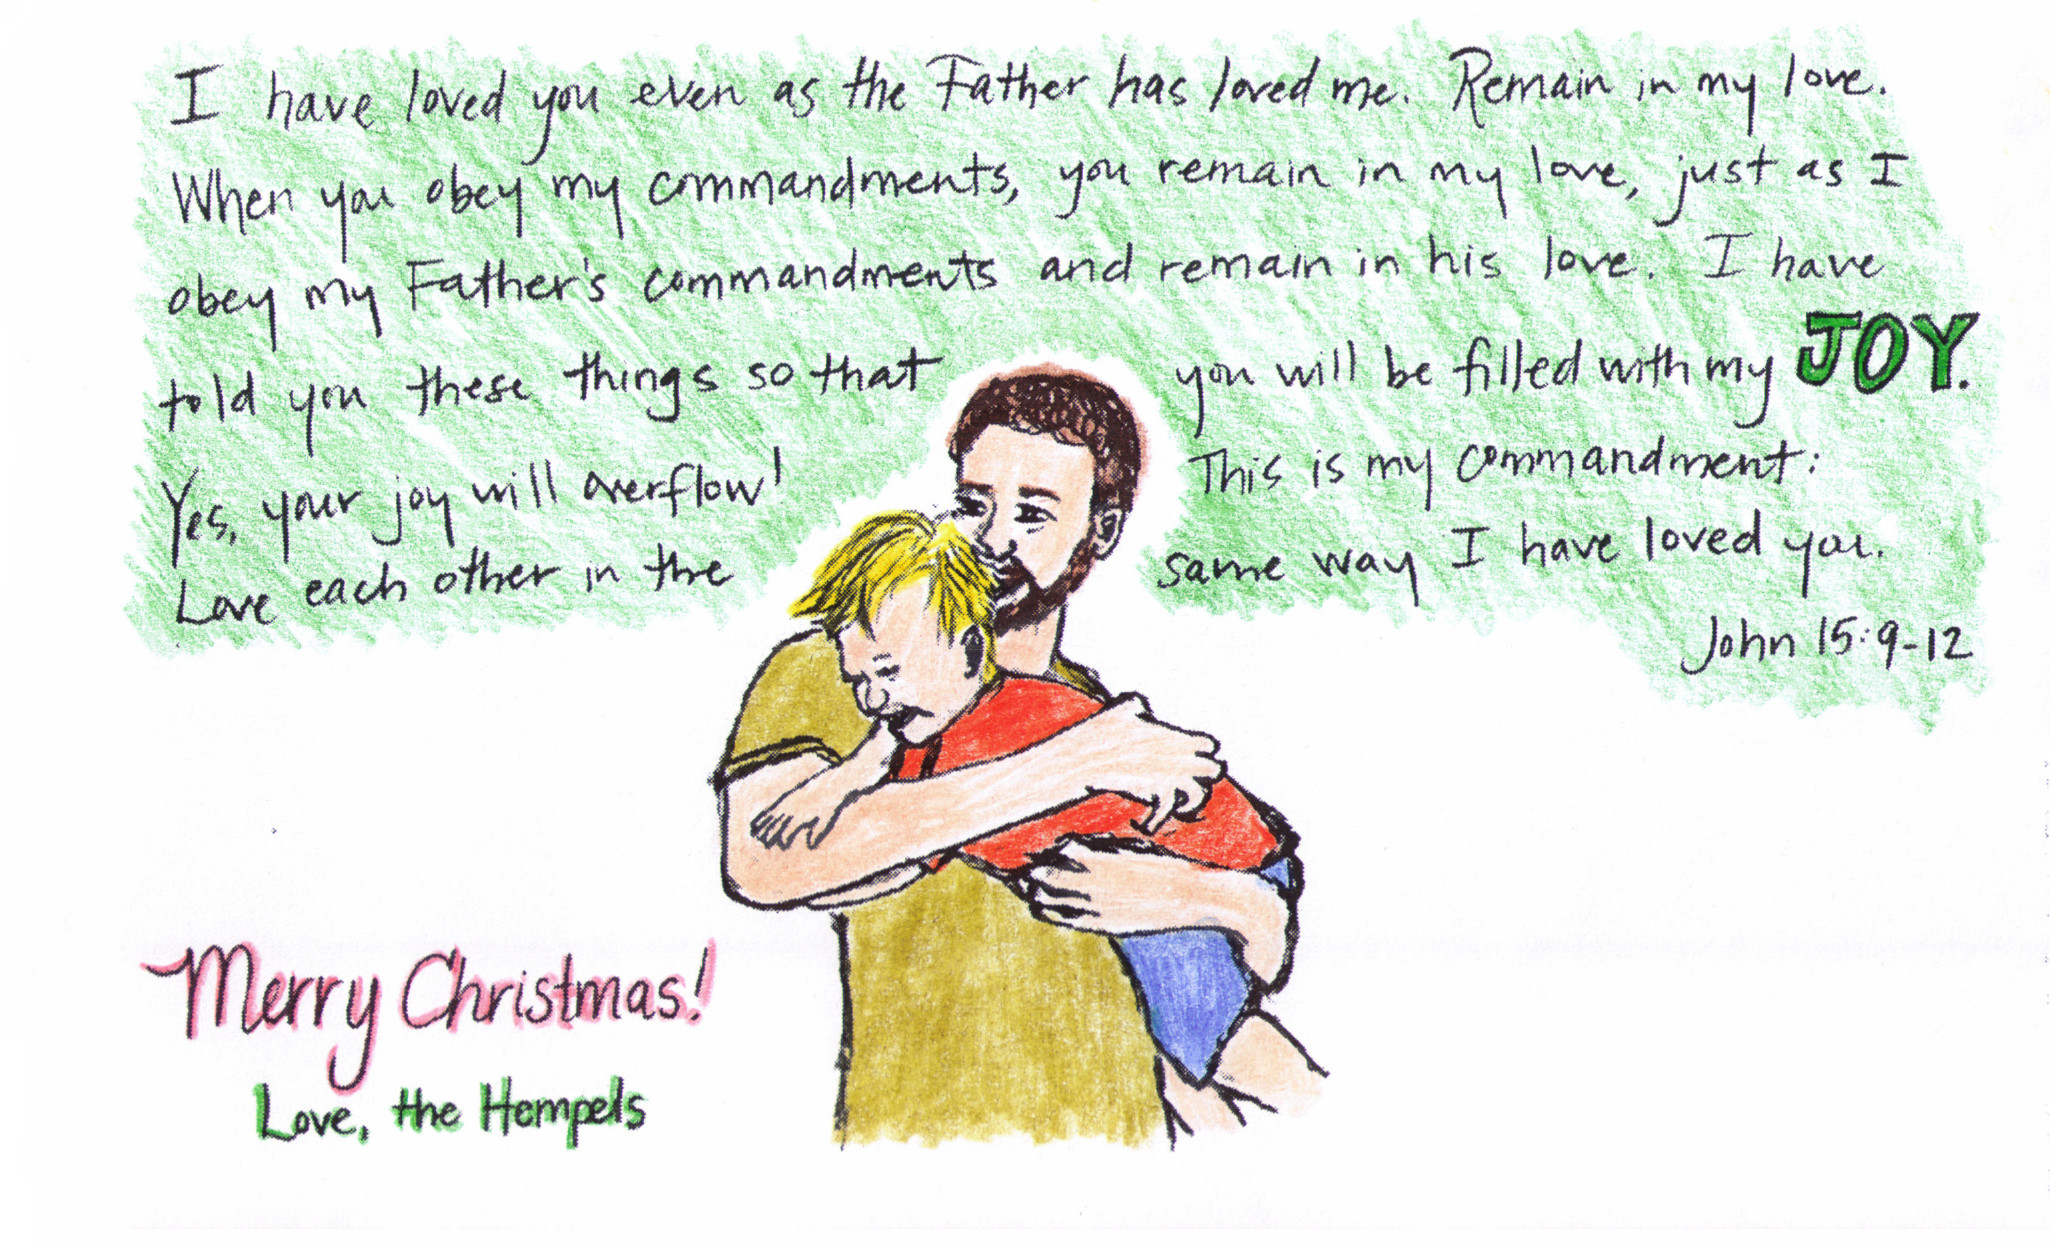 I have loved you even as the Father has loved me. Remain in my love.
When you obey my commandments, you remain in my love, just as I
obey my Father's commandments and remain in his love. I have
told you these things so that you will be filled with my JOY.
Yes, your joy will overflow! This is my commandment:
Love each other in the same way I have loved you.
John 15:9-12
Merry Christmas!
Love, the Hempels